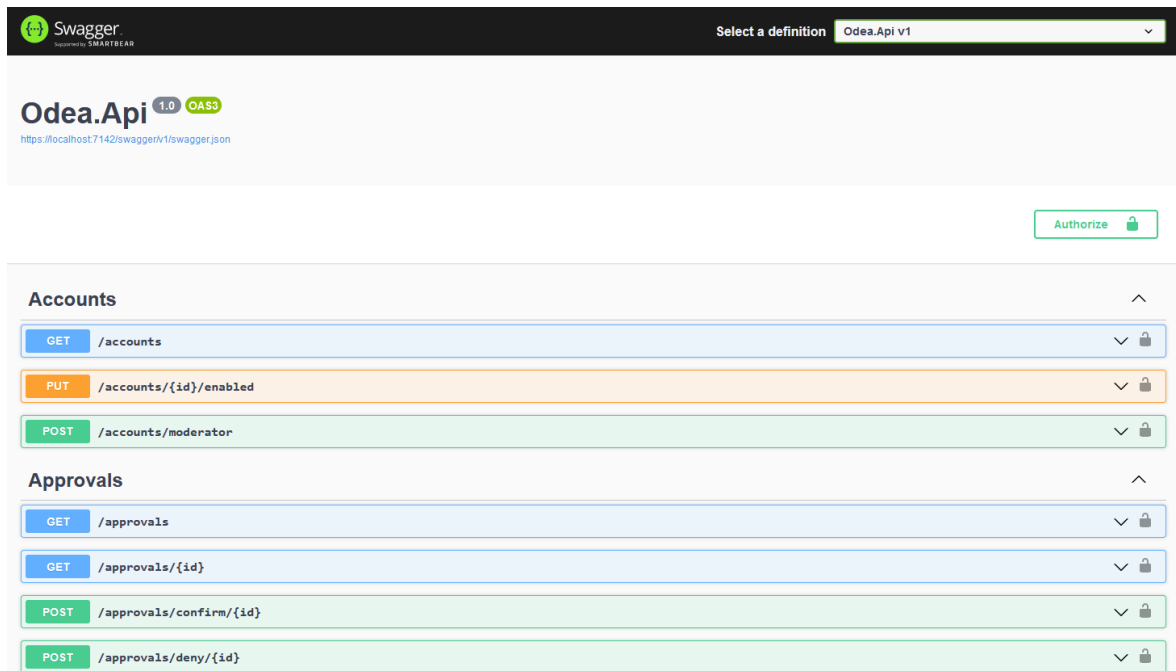 Swagger.
Supported by SMARTBEAR
Select a definition
Odea.Api v1
Odea.Api 1.0 OAS3
https://localhost:7142/swagger/v1/swagger.json
Authorize
Accounts
GET /accounts
PUT /accounts/{id}/enabled
POST /accounts/moderator
Approvals
GET /approvals
GET /approvals/{id}
POST /approvals/confirm/{id}
POST /approvals/deny/{id}